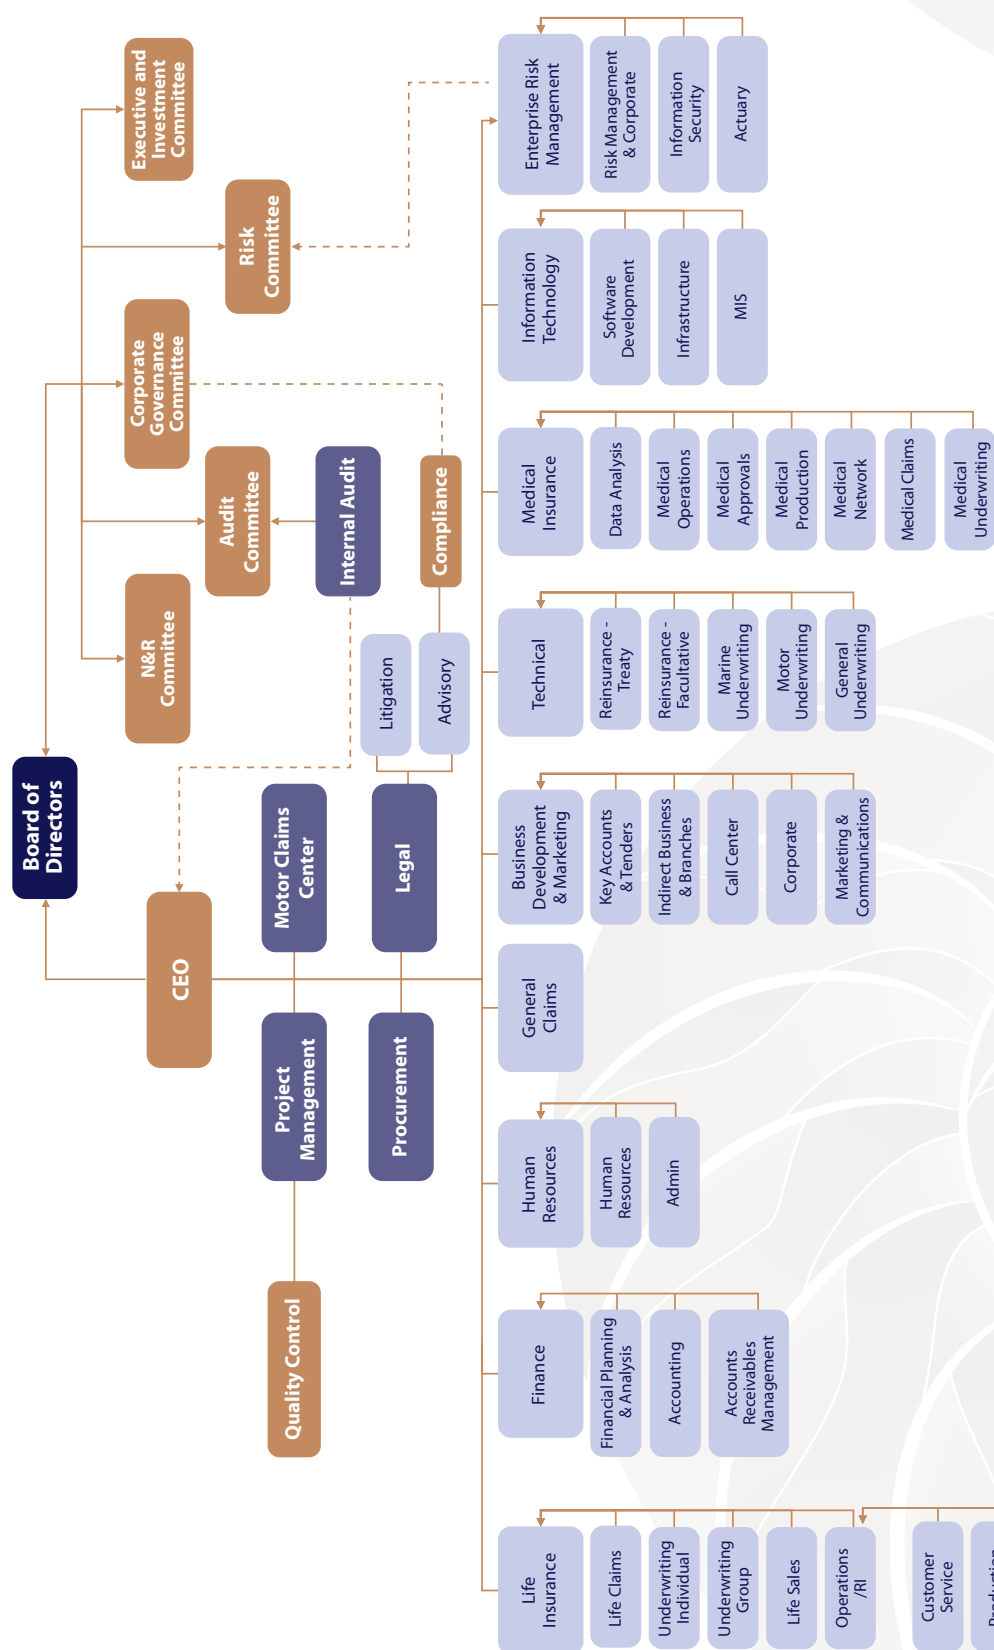 Board of
Directors
CEO
N&R
Committee
Audit
Committee
Corporate
Governance
Committee
Risk
Committee
Executive and
Investment
Committee
Internal Audit
Compliance
Quality Control
Project
Management
Motor Claims
Center
Procurement
Legal
Litigation
Advisory
Life
Insurance
Life Claims
Underwriting
Individual
Underwriting
Group
Life Sales
Operations
/RI
Customer
Service
Production
Finance
Financial Planning
& Analysis
Accounting
Accounts
Receivables
Management
Human
Resources
Human
Resources
Admin
General
Claims
Business
Development
& Marketing
Key Accounts
& Tenders
Indirect Business
& Branches
Call Center
Corporate
Marketing &
Communications
Technical
Reinsurance -
Treaty
Reinsurance -
Facultative
Marine
Underwriting
Motor
Underwriting
General
Underwriting
Medical
Insurance
Data Analysis
Medical
Operations
Medical
Approvals
Medical
Production
Medical
Network
Medical Claims
Medical
Underwriting
Information
Technology
Software
Development
Infrastructure
MIS
Enterprise Risk
Management
Risk Management
& Corporate
Information
Security
Actuary